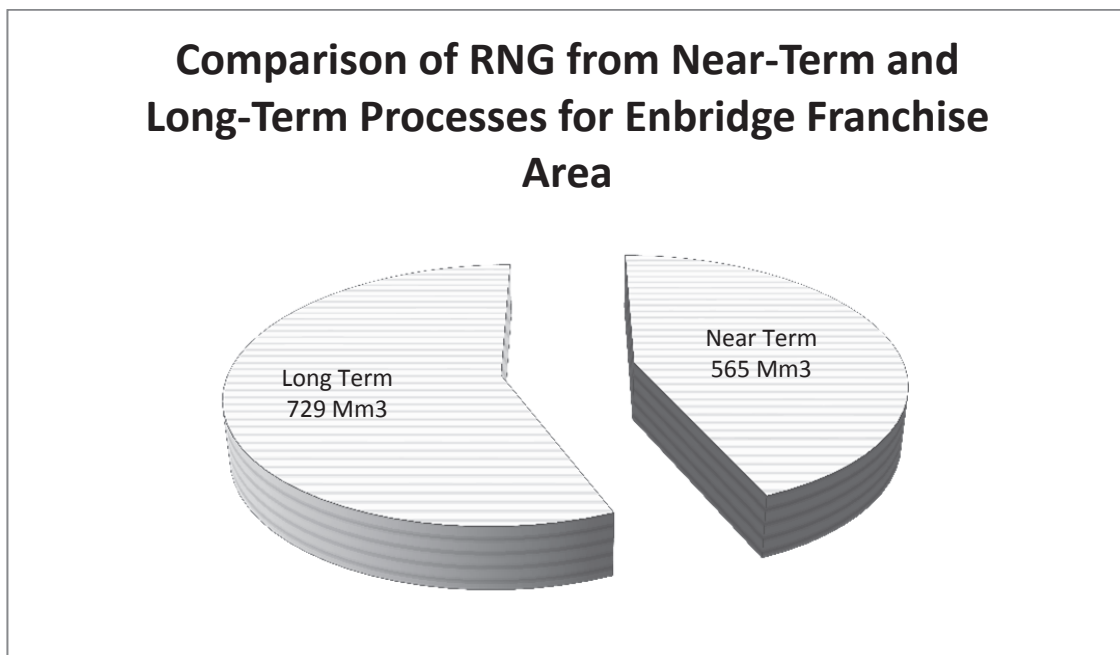 Comparison of RNG from Near-Term and
Long-Term Processes for Enbridge Franchise
Area
Near Term
565 Mm3
Long Term
729 Mm3